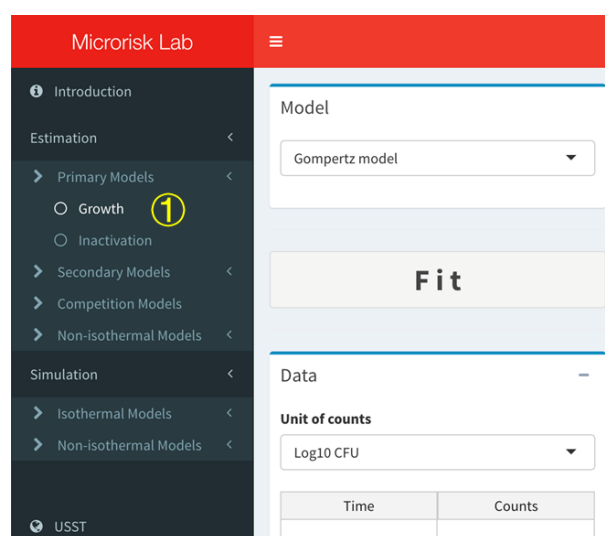 Microrisk Lab
Introduction
Estimation
Primary Models
Growth ①
Inactivation
Secondary Models
Competition Models
Non-isothermal Models
Simulation
Isothermal Models
Non-isothermal Models
USST
Model
Gompertz model
Fit
Data
Unit of counts
Log10 CFU
Time Counts